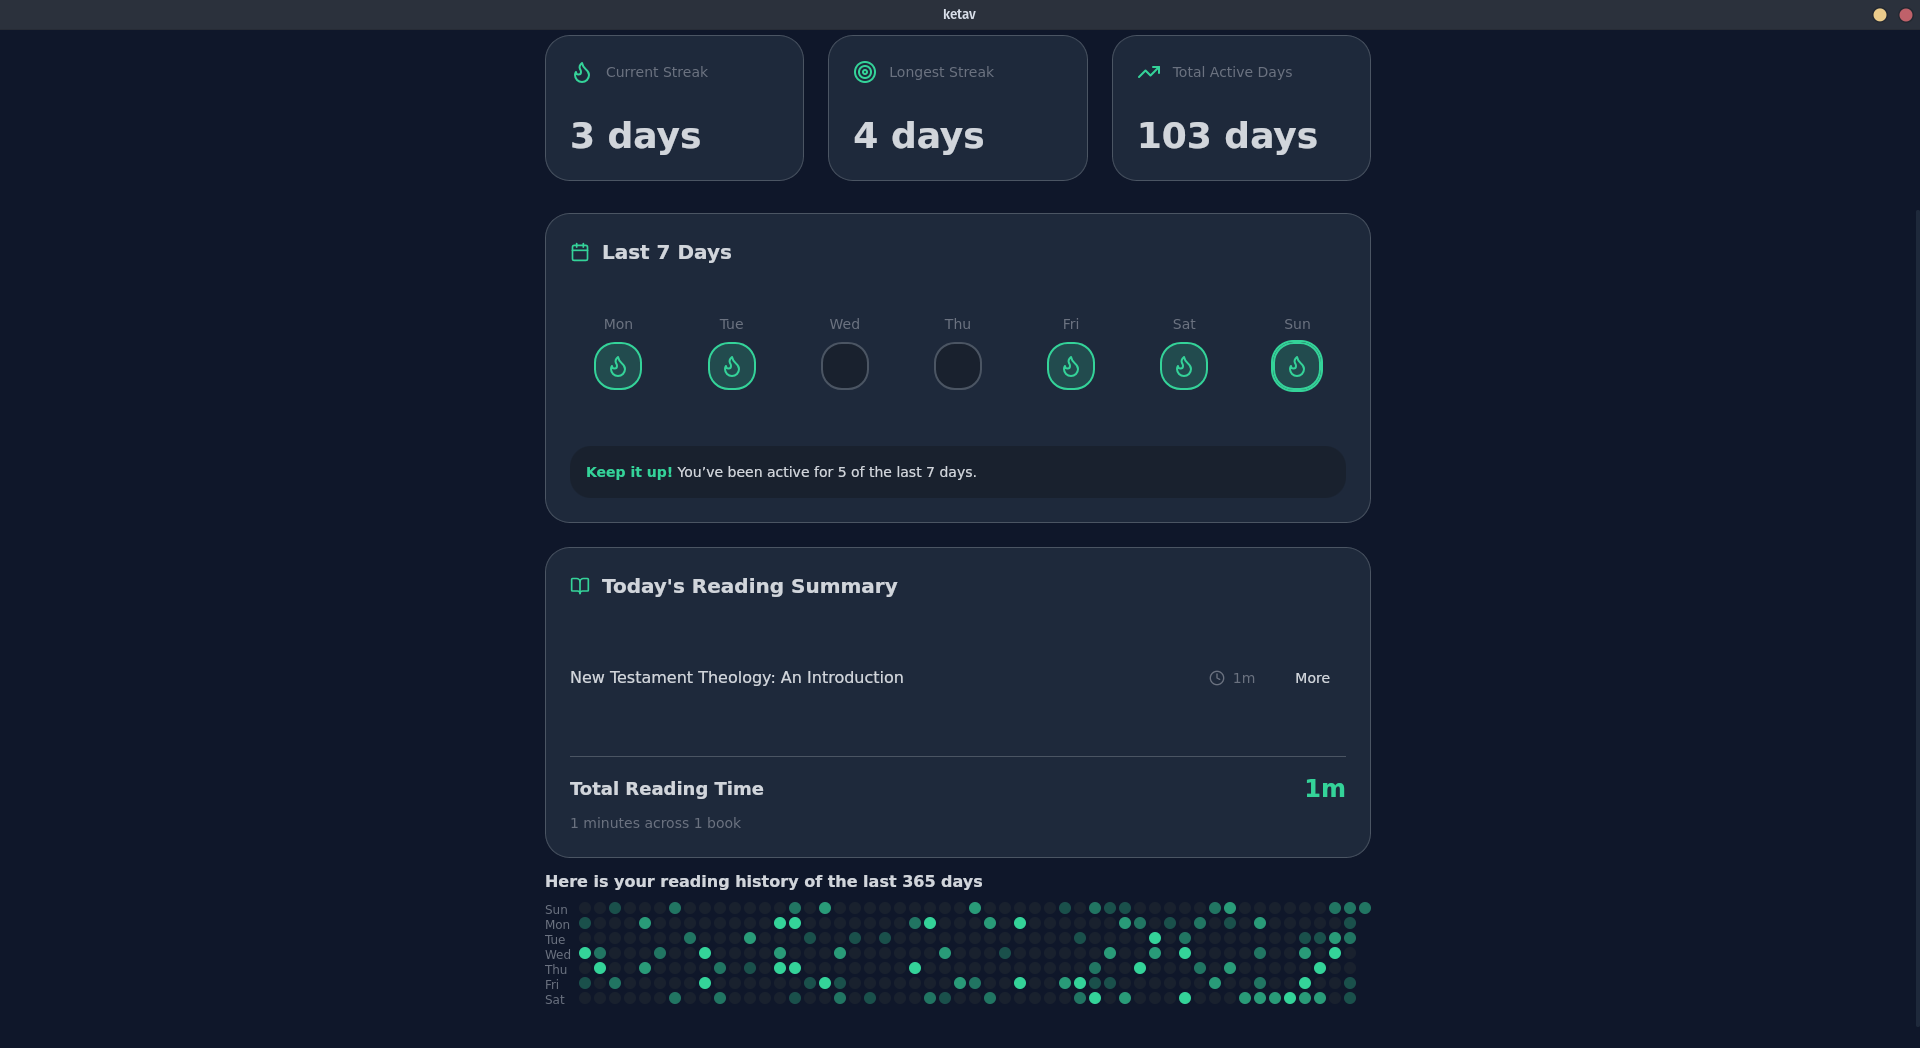 ketav
Current Streak
3 days
Longest Streak
4 days
Total Active Days
103 days
Last 7 Days
Mon Tue Wed Thu Fri Sat Sun
Keep it up! You’ve been active for 5 of the last 7 days.
Today's Reading Summary
New Testament Theology: An Introduction 1m More
Total Reading Time 1m
1 minutes across 1 book
Here is your reading history of the last 365 days
Sun
Mon
Tue
Wed
Thu
Fri
Sat